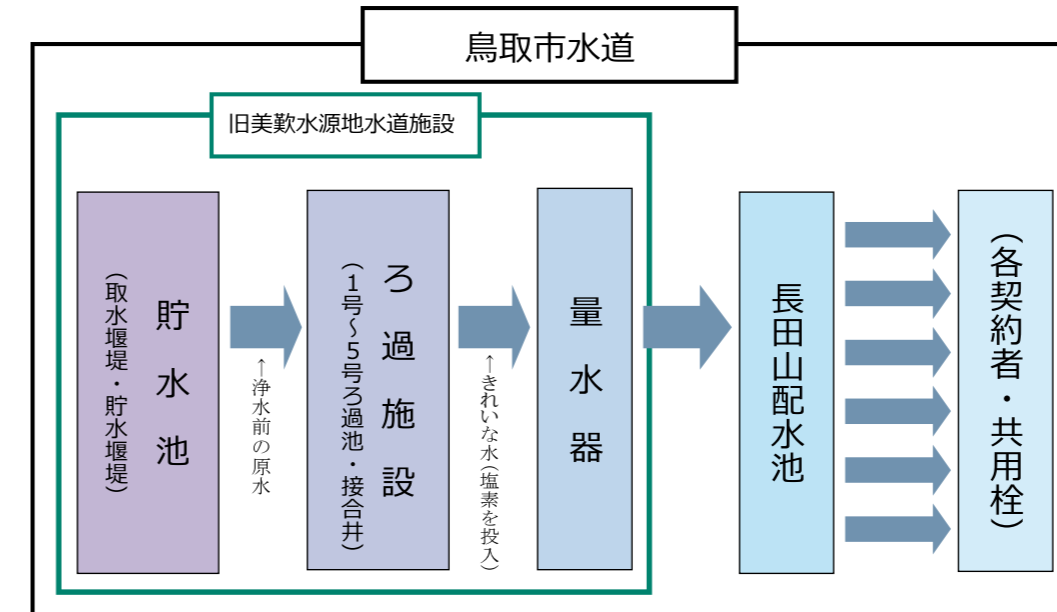 鳥取市水道
旧美歎水源地水道施設
貯水池
(取水堰堤・貯水堰堤)
←浄水前の原水
ろ過施設
(1号～5号ろ過池・接合井)
←きれいな水(塩素を投入)
量水器
長田山配水池
(各契約者・共用栓)